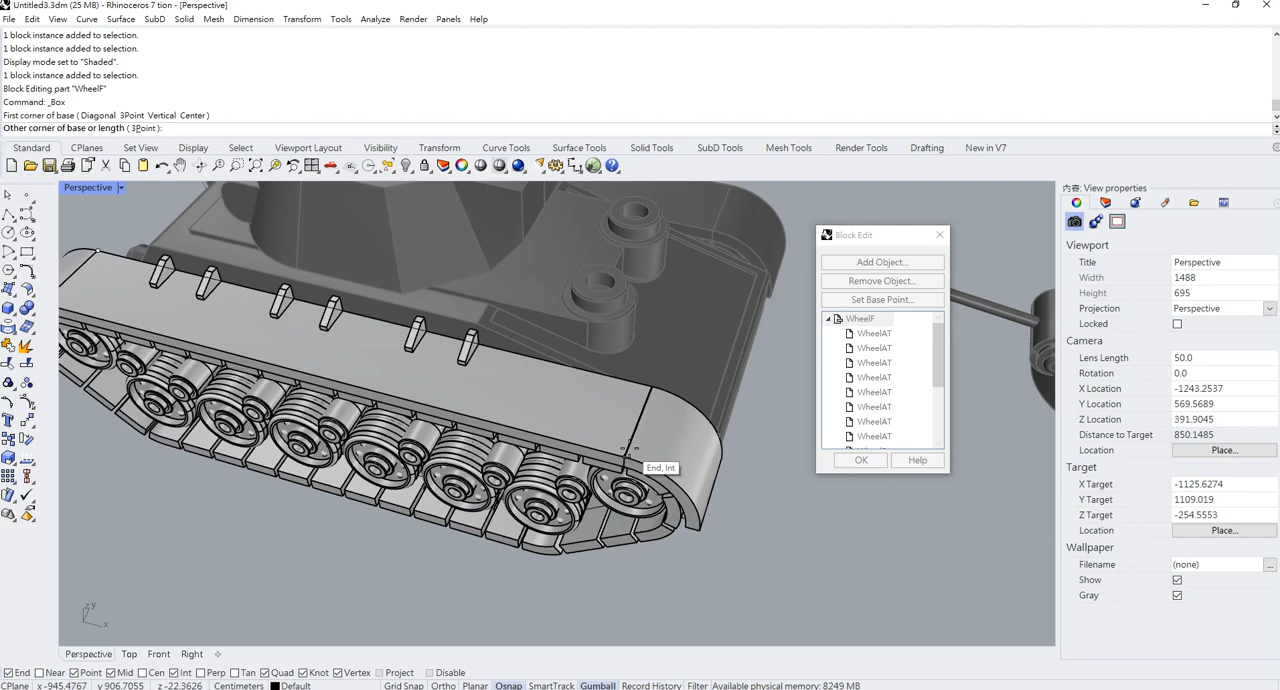 Untitled3.3dm (25 MB) - Rhinoceros 7 tion - [Perspective]
File Edit View Curve Surface SubD Solid Mesh Dimension Transform Tools Analyze Render Panels Help
1 block instance added to selection.
1 block instance added to selection.
Display mode set to "Shaded".
1 block instance added to selection.
Block Editing part "WheelF"
Command: _Box
First corner of base ( Diagonal 3Point Vertical Center )
Other corner of base or length ( 3Point ):
Standard CPlanes Set View Display Select Viewport Layout Visibility Transform Curve Tools Surface Tools Solid Tools SubD Tools Mesh Tools Render Tools Drafting New in V7
Perspective
內容: View properties
Viewport
Title Perspective
Width 1488
Height 695
Projection Perspective
Locked
Camera
Lens Length 50.0
Rotation 0.0
X Location -1243.2537
Y Location 569.5689
Z Location 391.9045
Distance to Target 850.1485
Location Place...
Target
X Target -1125.6274
Y Target 1109.019
Z Target -254.5553
Location Place...
Wallpaper
Filename (none) ...
Show
Gray
Block Edit
Add Object...
Remove Object...
Set Base Point...
WheelF
WheelAT
WheelAT
WheelAT
WheelAT
WheelAT
WheelAT
WheelAT
WheelAT
OK Help
End, Int
z y
x
Perspective Top Front Right
End Near Point Mid Cen Int Perp Tan Quad Knot Vertex Project Disable
CPlane x -945.4767 y 906.7055 z -22.3626 Centimeters Default Grid Snap Ortho Planar Osnap SmartTrack Gumball Record History Filter Available physical memory: 8249 MB